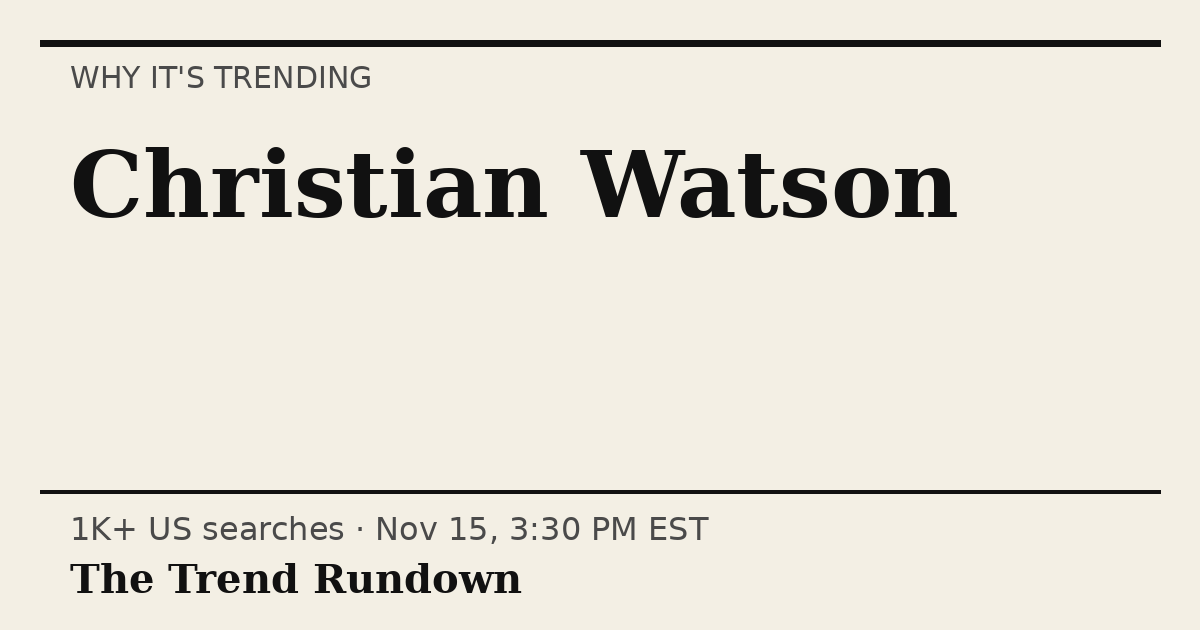 WHY IT'S TRENDING
Christian Watson
1K+ US searches · Nov 15, 3:30 PM EST
The Trend Rundown